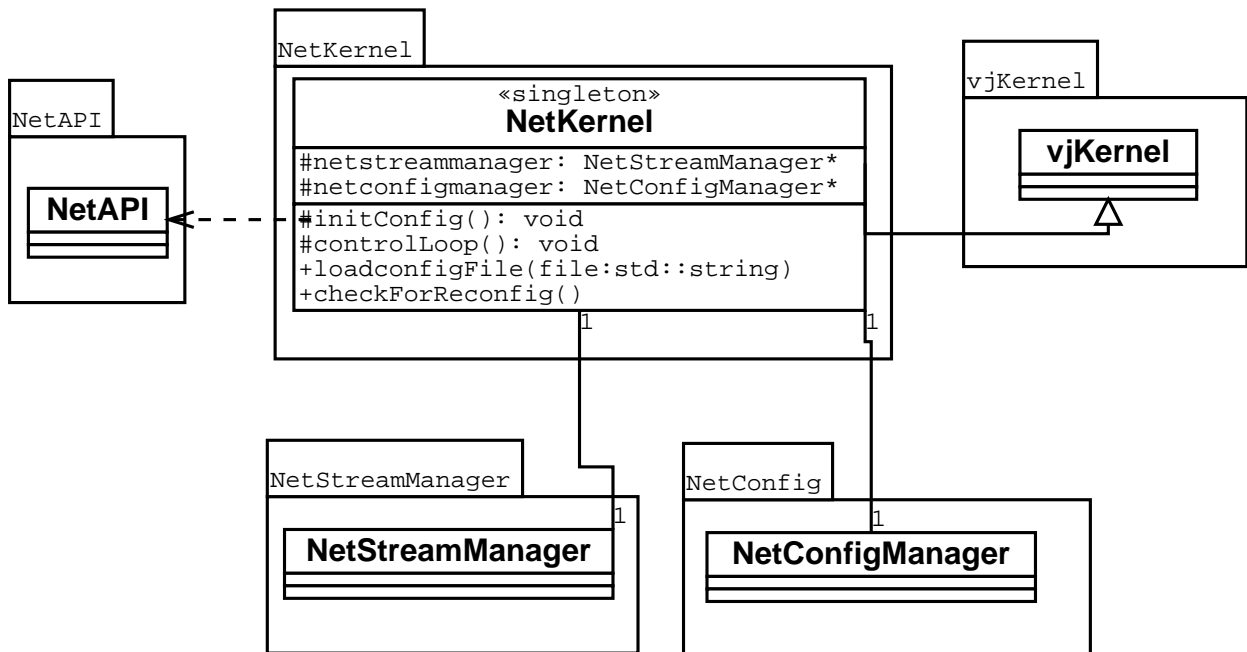 NetKernel
vjKernel
NetAPI
«singleton»
NetKernel
vjKernel
#netstreammanager: NetStreamManager*
#netconfigmanager: NetConfigManager*
NetAPI
#initConfig(): void
#controlLoop(): void
+loadconfigFile(file:std::string)
+checkForReconfig()
1
1
NetStreamManager
NetConfig
1
1
NetStreamManager
NetConfigManager